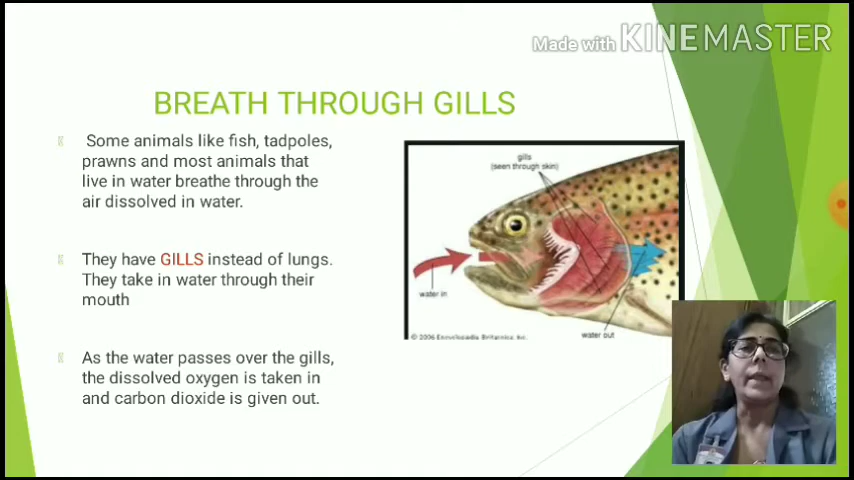 Made with KINEMASTER
BREATH THROUGH GILLS
Some animals like fish, tadpoles,
prawns and most animals that
live in water breathe through the
air dissolved in water.
They have GILLS instead of lungs.
They take in water through their
mouth
As the water passes over the gills,
the dissolved oxygen is taken in
and carbon dioxide is given out.
gills
(seen through skin)
water in
water out
© 2006 Encyclopædia Britannica, Inc.